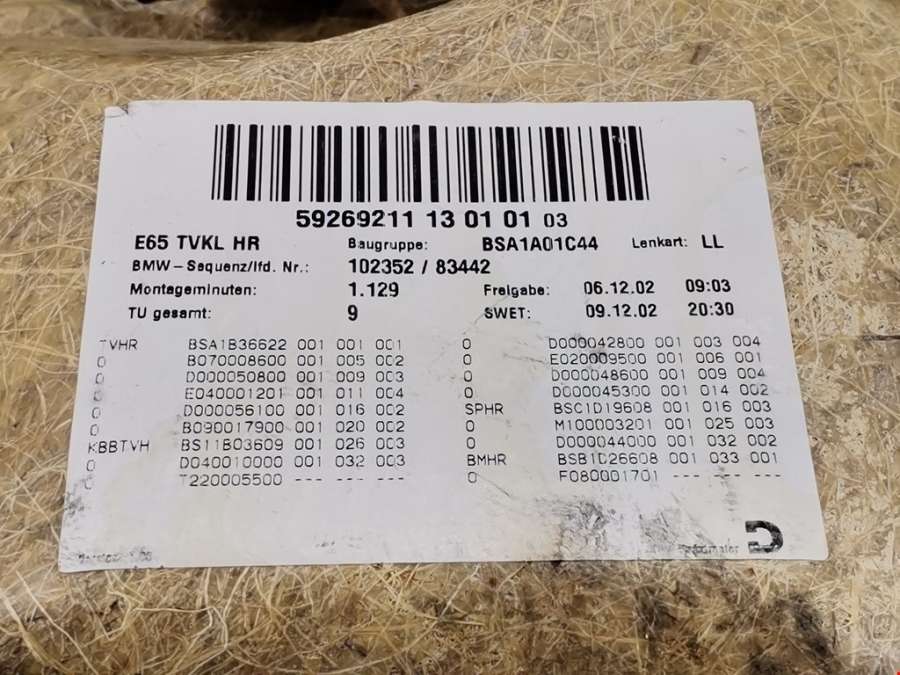 59269211 13 01 01 03
E65 TVKL HR Baugruppe: BSA1A01C44 Lenkart: LL
BMW-Sequenz/lfd. Nr.: 102352 / 83442
Montageminuten: 1.129 Freigabe: 06.12.02 09:03
TU gesamt: 9 SWET: 09.12.02 20:30
TVHR BSA1B36622 001 001 001 0 D000042800 001 003 004
0 B070008600 001 005 002 0 E020009500 001 006 001
0 D000050800 001 009 003 0 D000048600 001 009 004
0 E040001201 001 011 004 0 D000045300 001 014 002
0 D000056100 001 016 002 SPHR BSC1D19608 001 016 003
0 B090017900 001 020 002 0 M100003201 001 025 003
KBBTVH BS11B03609 001 026 003 0 D000044000 001 032 002
0 D040010000 001 032 003 BMHR BSB1D26608 001 033 001
0 T220005500 --- --- --- 0 F080001701 --- --- ---